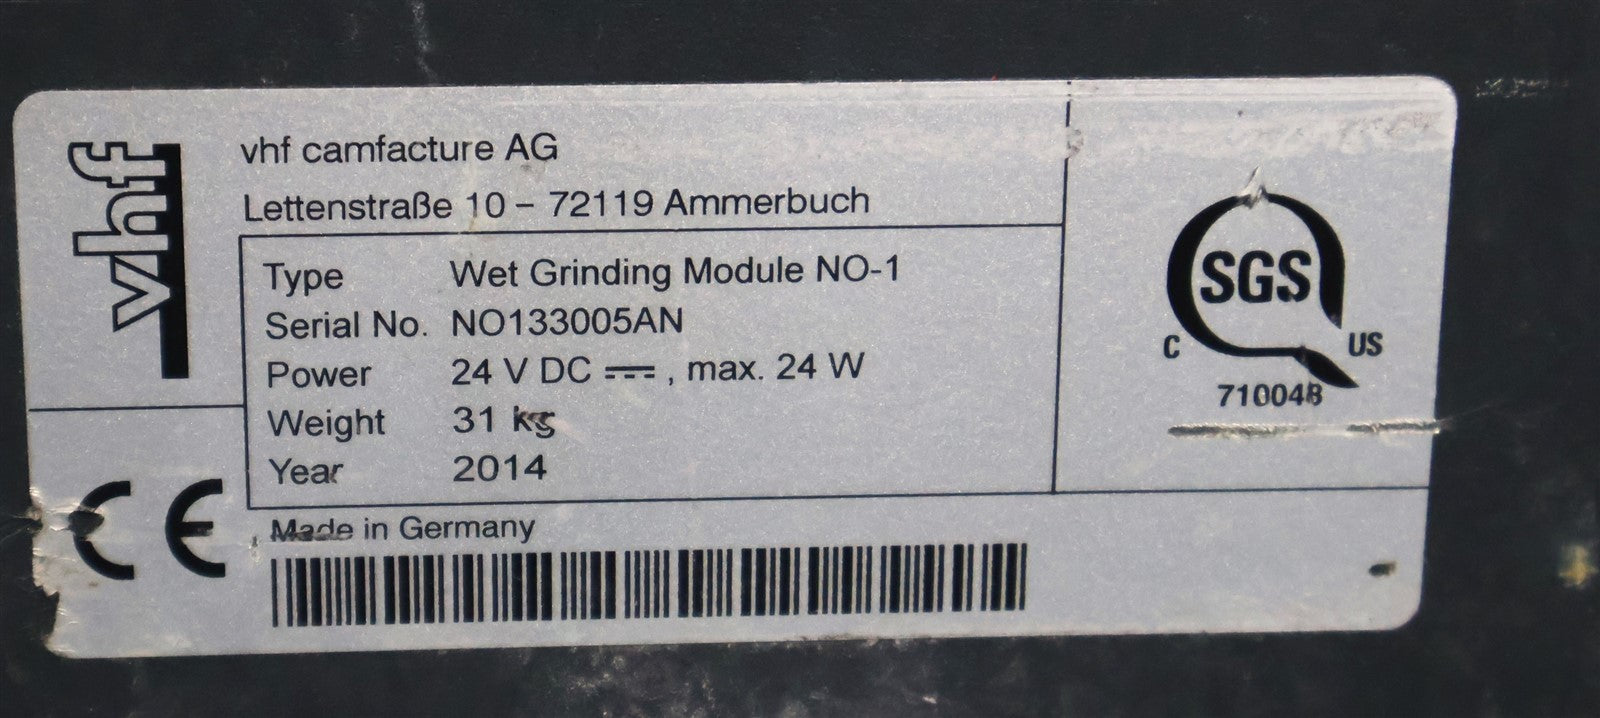 vhf
vhf camfacture AG
Lettenstraße 10 – 72119 Ammerbuch
Type Wet Grinding Module NO-1
Serial No. NO133005AN
Power 24 V DC ⎓ , max. 24 W
Weight 31 kg
Year 2014
Made in Germany
CE
SGS
C US
710048